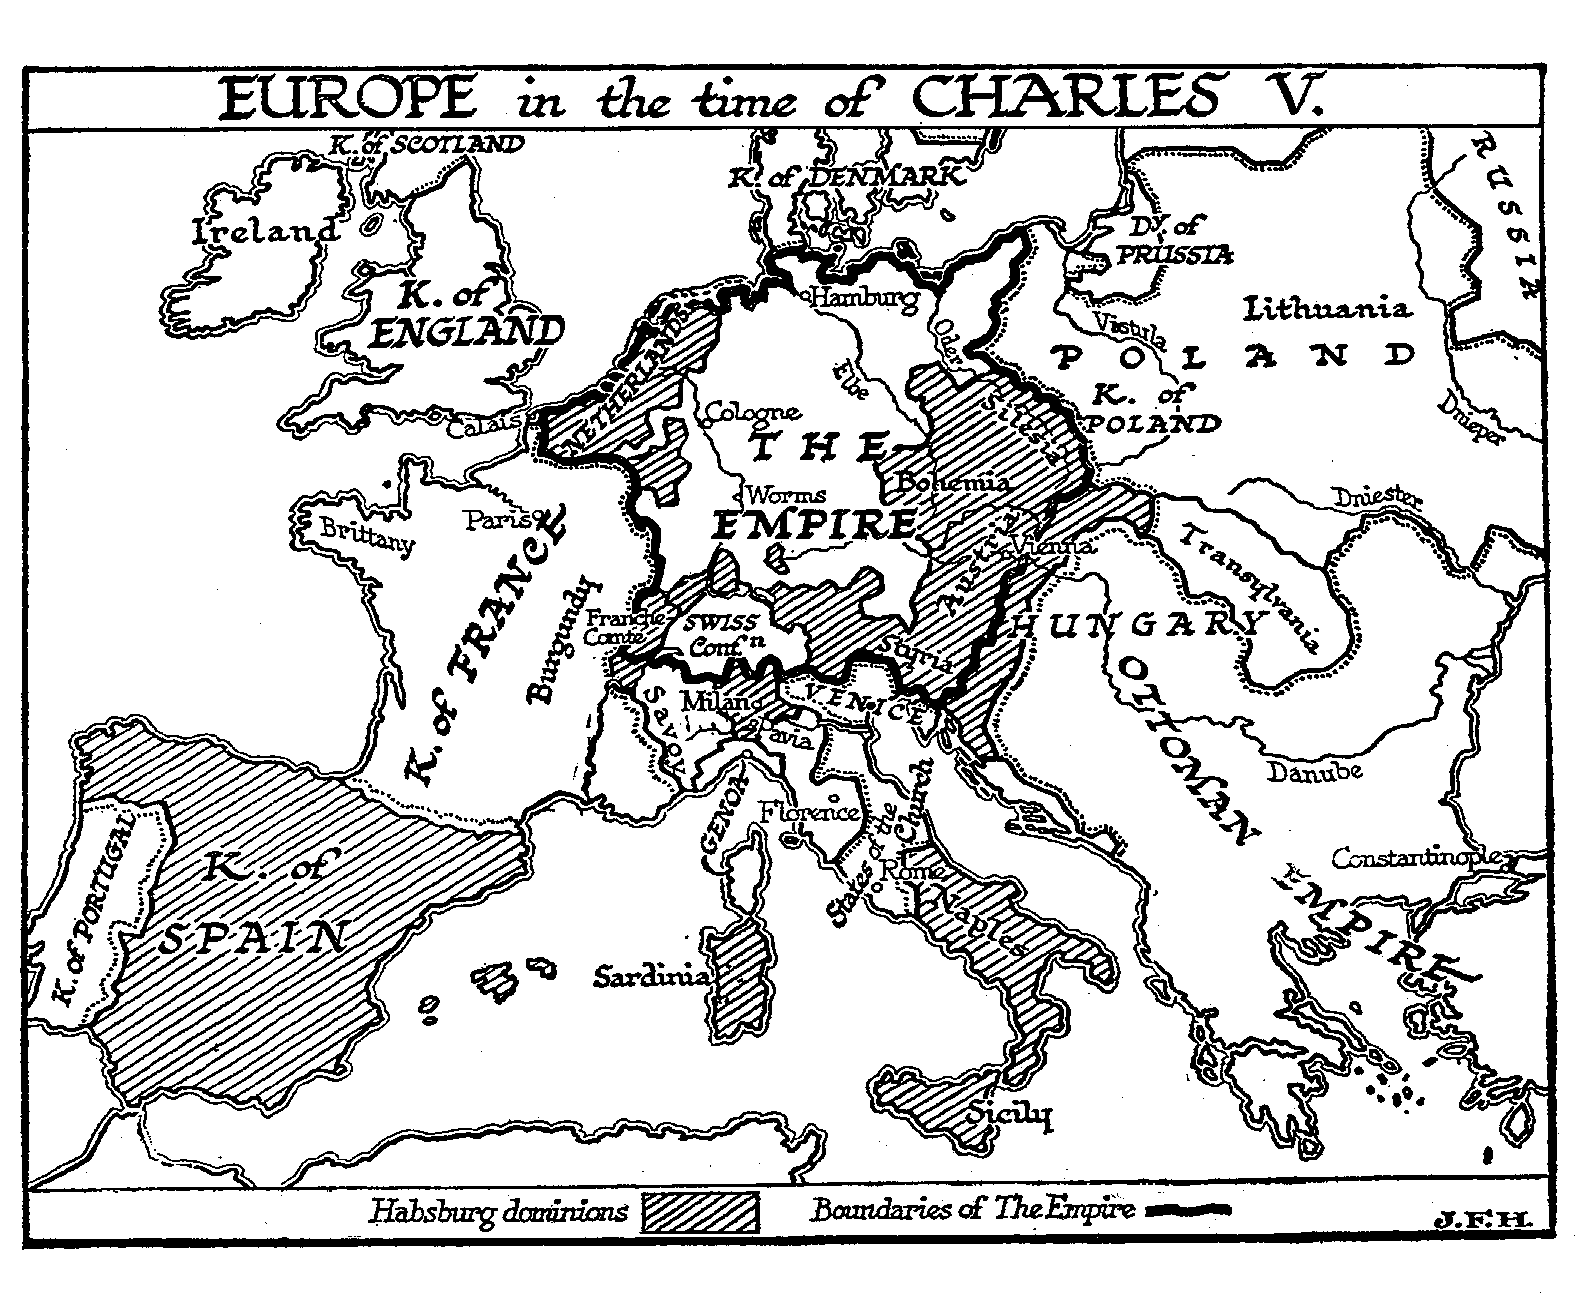 EUROPE in the time of CHARLES V.
K. of SCOTLAND
Ireland
K. of
ENGLAND
K. of DENMARK
RUSSIA
Dy. of
PRUSSIA
Hamburg
Lithuania
Vistula
Oder
POLAND
K. of
POLAND
Elbe
NETHERLANDS
Calais
Cologne
THE
Silesia
Dnieper
Bohemia
Worms
EMPIRE
Dniester
Brittany
Paris
Vienna
Austria
Transylvania
K. of FRANCE
Burgundy
Franche
Comté
SWISS
Conf.n
HUNGARY
Styria
Savoy
Milan
VENICE
Pavia
OTTOMAN
Danube
GENOA
Florence
States of the Church
Rome
Constantinople
EMPIRE
K. of PORTUGAL
K. of
SPAIN
Naples
Sardinia
Sicily
Habsburg dominions
Boundaries of The Empire
J.F.H.